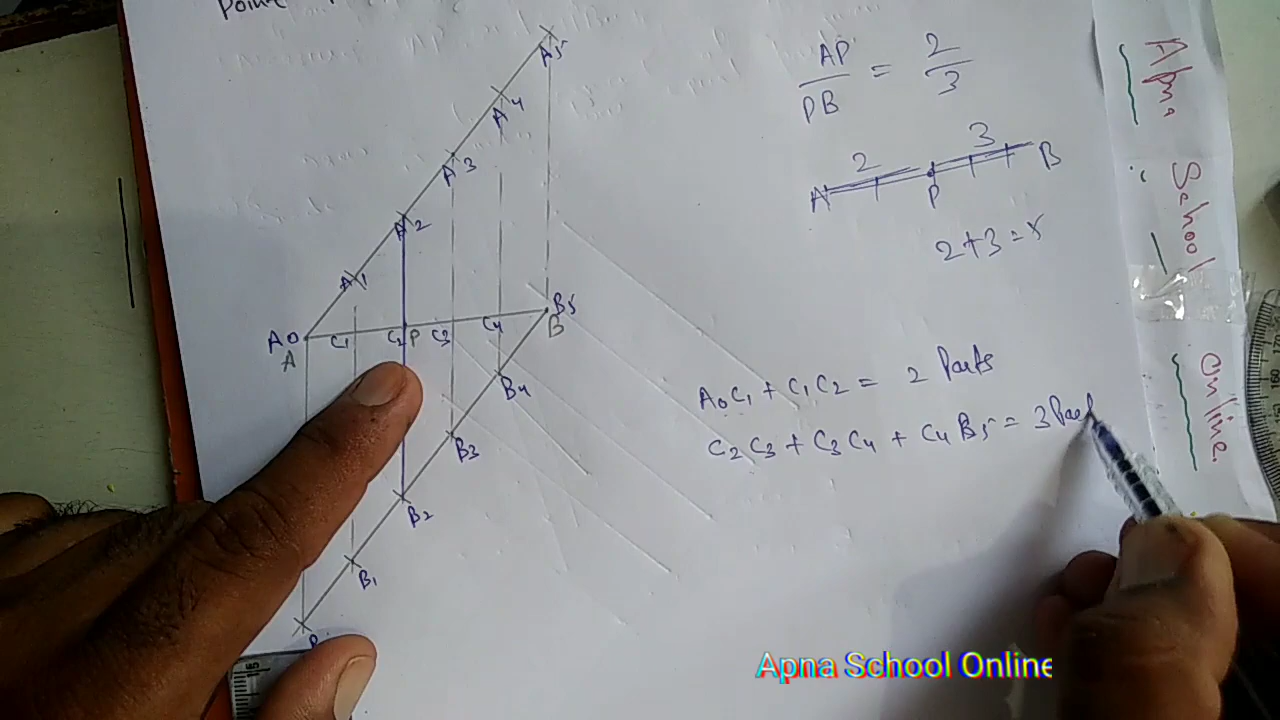 Point
A5
A4
A3
A2
A1
A0 C1 C2 P C3 C4 B5
A B
B4
B3
B2
B1
AP/PB = 2/3
2 3
A P B
2+3=5
A0C1 + C1C2 = 2 Parts
C2C3 + C3C4 + C4B5 = 3
Apna School Online.
Apna School Online